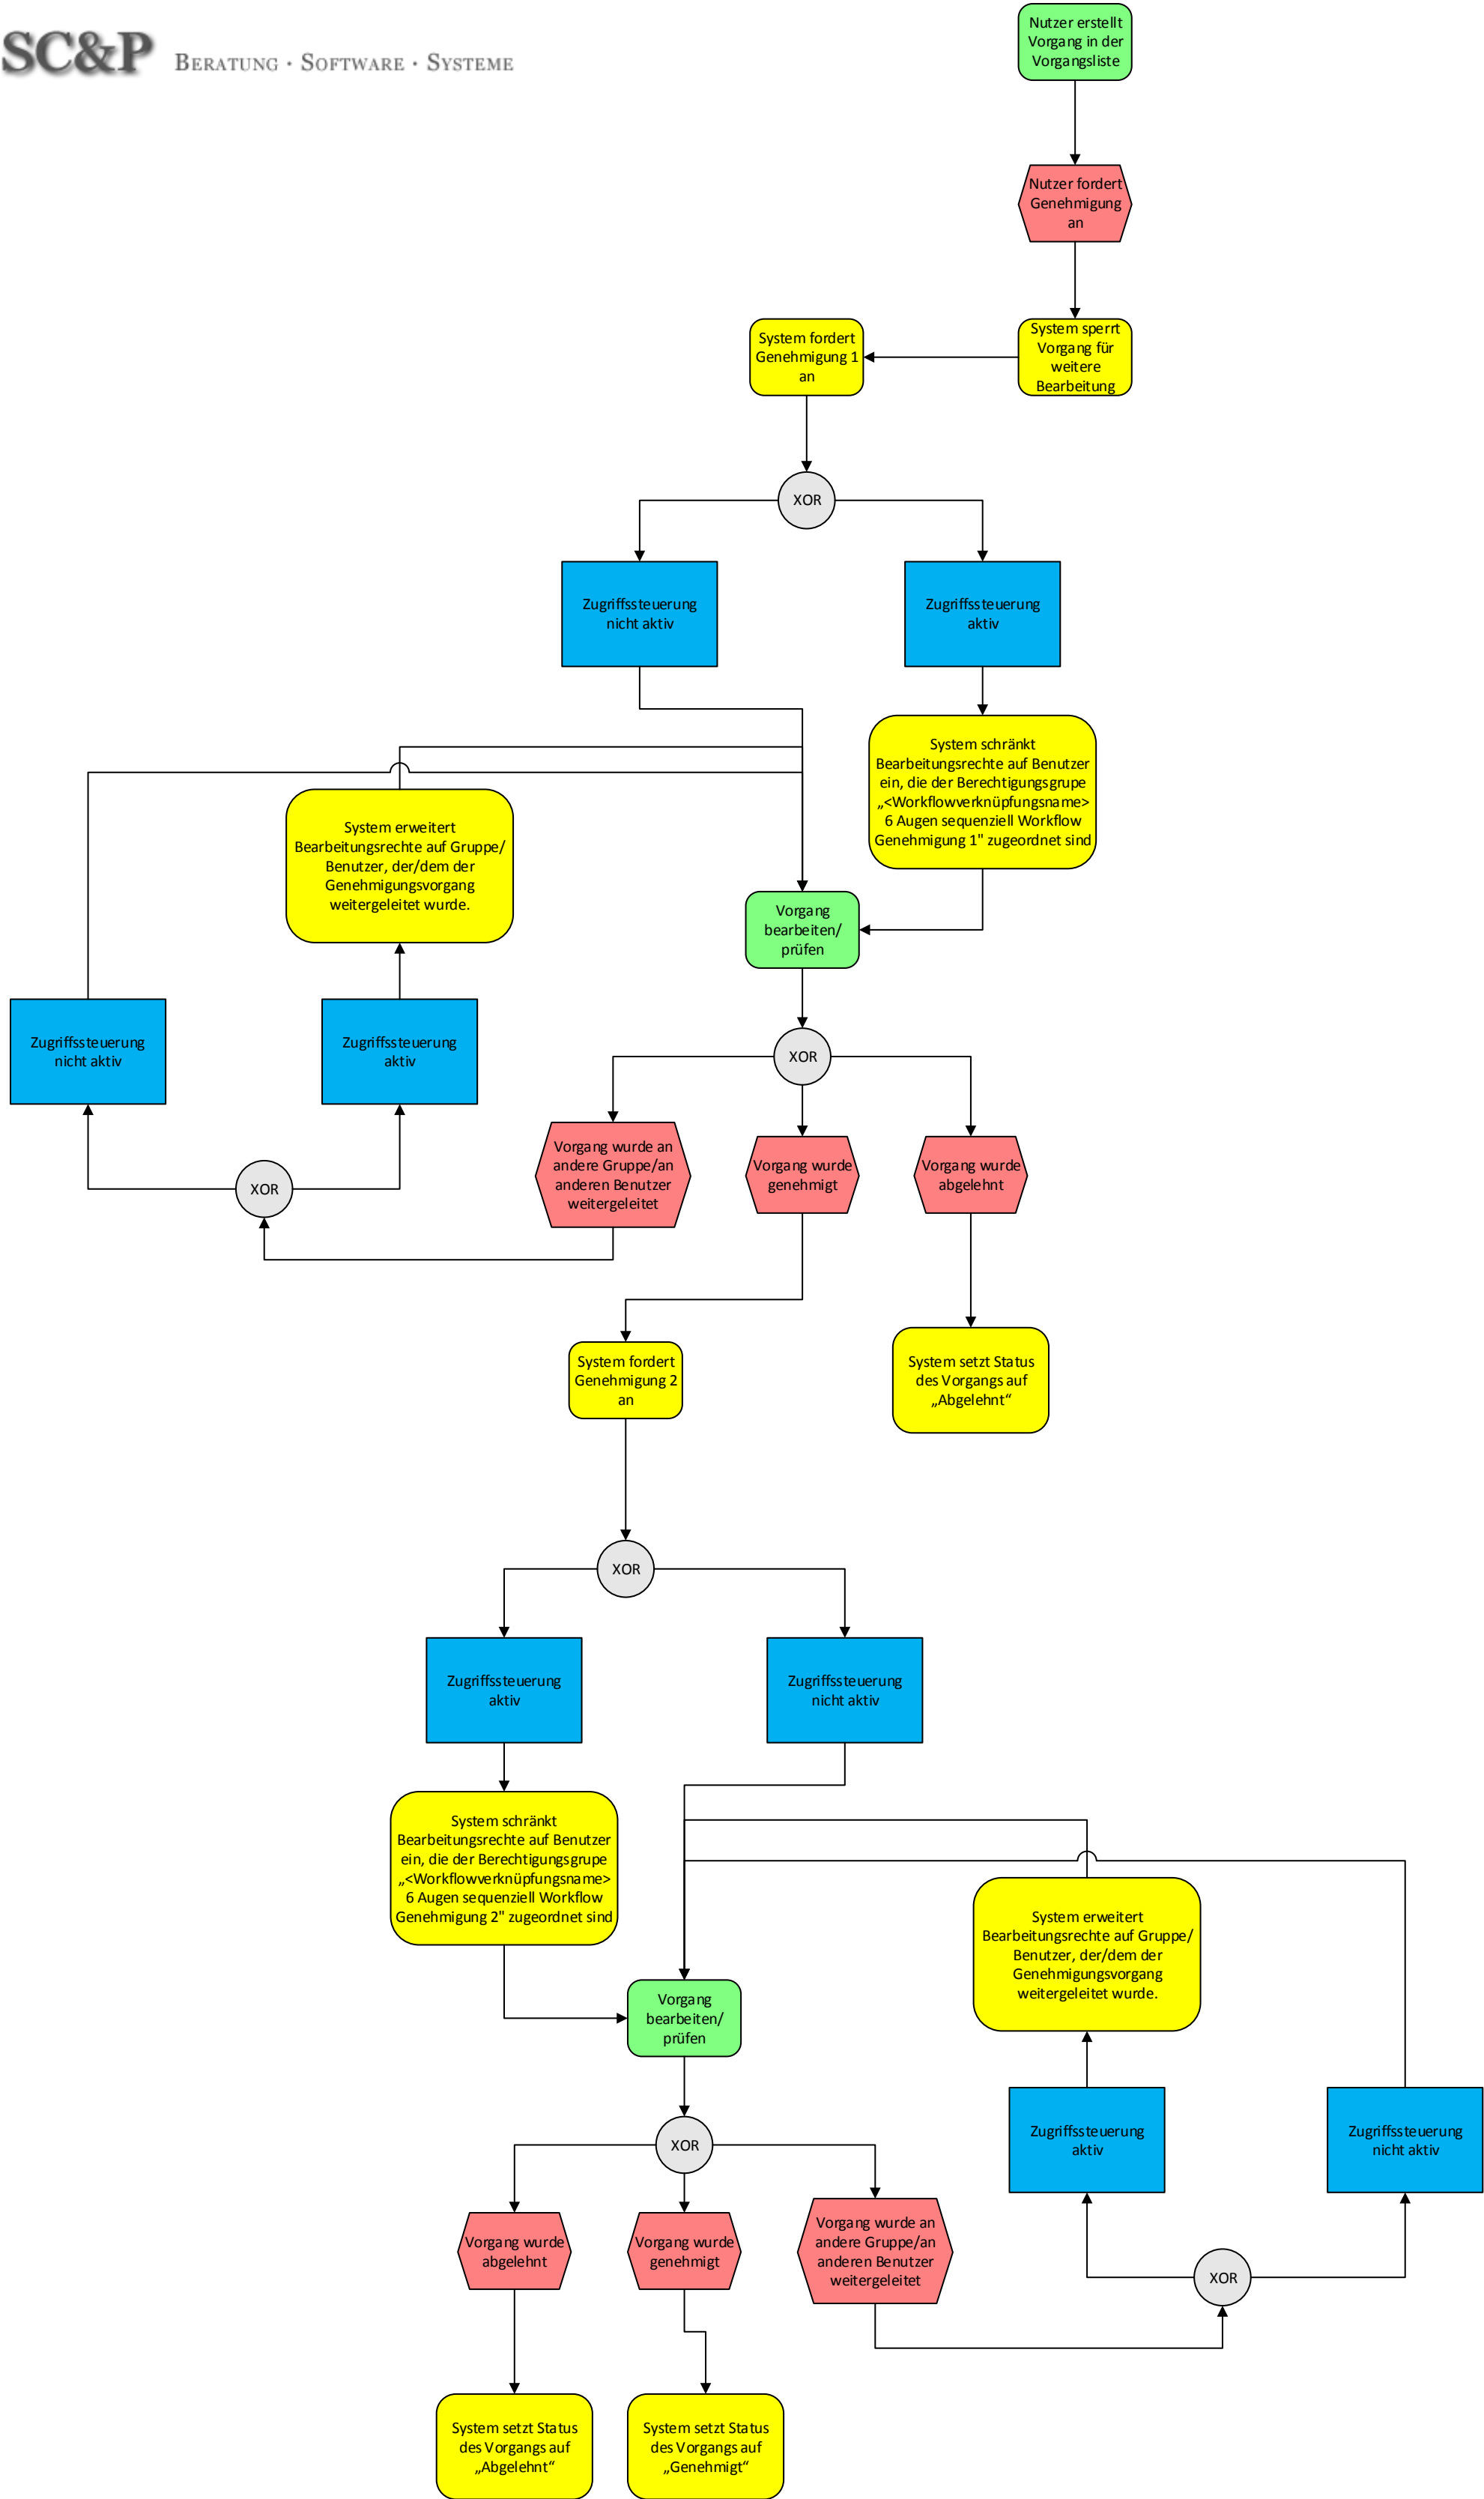 SC&P BERATUNG · SOFTWARE · SYSTEME
Nutzer erstellt
Vorgang in der
Vorgangsliste
Nutzer fordert
Genehmigung
an
System sperrt
Vorgang für
weitere
Bearbeitung
System fordert
Genehmigung 1
an
XOR
Zugriffssteuerung
nicht aktiv
Zugriffssteuerung
aktiv
System schränkt
Bearbeitungsrechte auf Benutzer
ein, die der Berechtigungsgrupe
„<Workflowverknüpfungsname>
6 Augen sequenziell Workflow
Genehmigung 1" zugeordnet sind
System erweitert
Bearbeitungsrechte auf Gruppe/
Benutzer, der/dem der
Genehmigungsvorgang
weitergeleitet wurde.
Vorgang
bearbeiten/
prüfen
Zugriffssteuerung
nicht aktiv
Zugriffssteuerung
aktiv
XOR
XOR
Vorgang wurde an
andere Gruppe/an
anderen Benutzer
weitergeleitet
Vorgang wurde
genehmigt
Vorgang wurde
abgelehnt
System fordert
Genehmigung 2
an
System setzt Status
des Vorgangs auf
„Abgelehnt“
XOR
Zugriffssteuerung
aktiv
Zugriffssteuerung
nicht aktiv
System schränkt
Bearbeitungsrechte auf Benutzer
ein, die der Berechtigungsgrupe
„<Workflowverknüpfungsname>
6 Augen sequenziell Workflow
Genehmigung 2" zugeordnet sind
System erweitert
Bearbeitungsrechte auf Gruppe/
Benutzer, der/dem der
Genehmigungsvorgang
weitergeleitet wurde.
Vorgang
bearbeiten/
prüfen
XOR
Zugriffssteuerung
aktiv
Zugriffssteuerung
nicht aktiv
Vorgang wurde
abgelehnt
Vorgang wurde
genehmigt
Vorgang wurde an
andere Gruppe/an
anderen Benutzer
weitergeleitet
XOR
System setzt Status
des Vorgangs auf
„Abgelehnt“
System setzt Status
des Vorgangs auf
„Genehmigt“